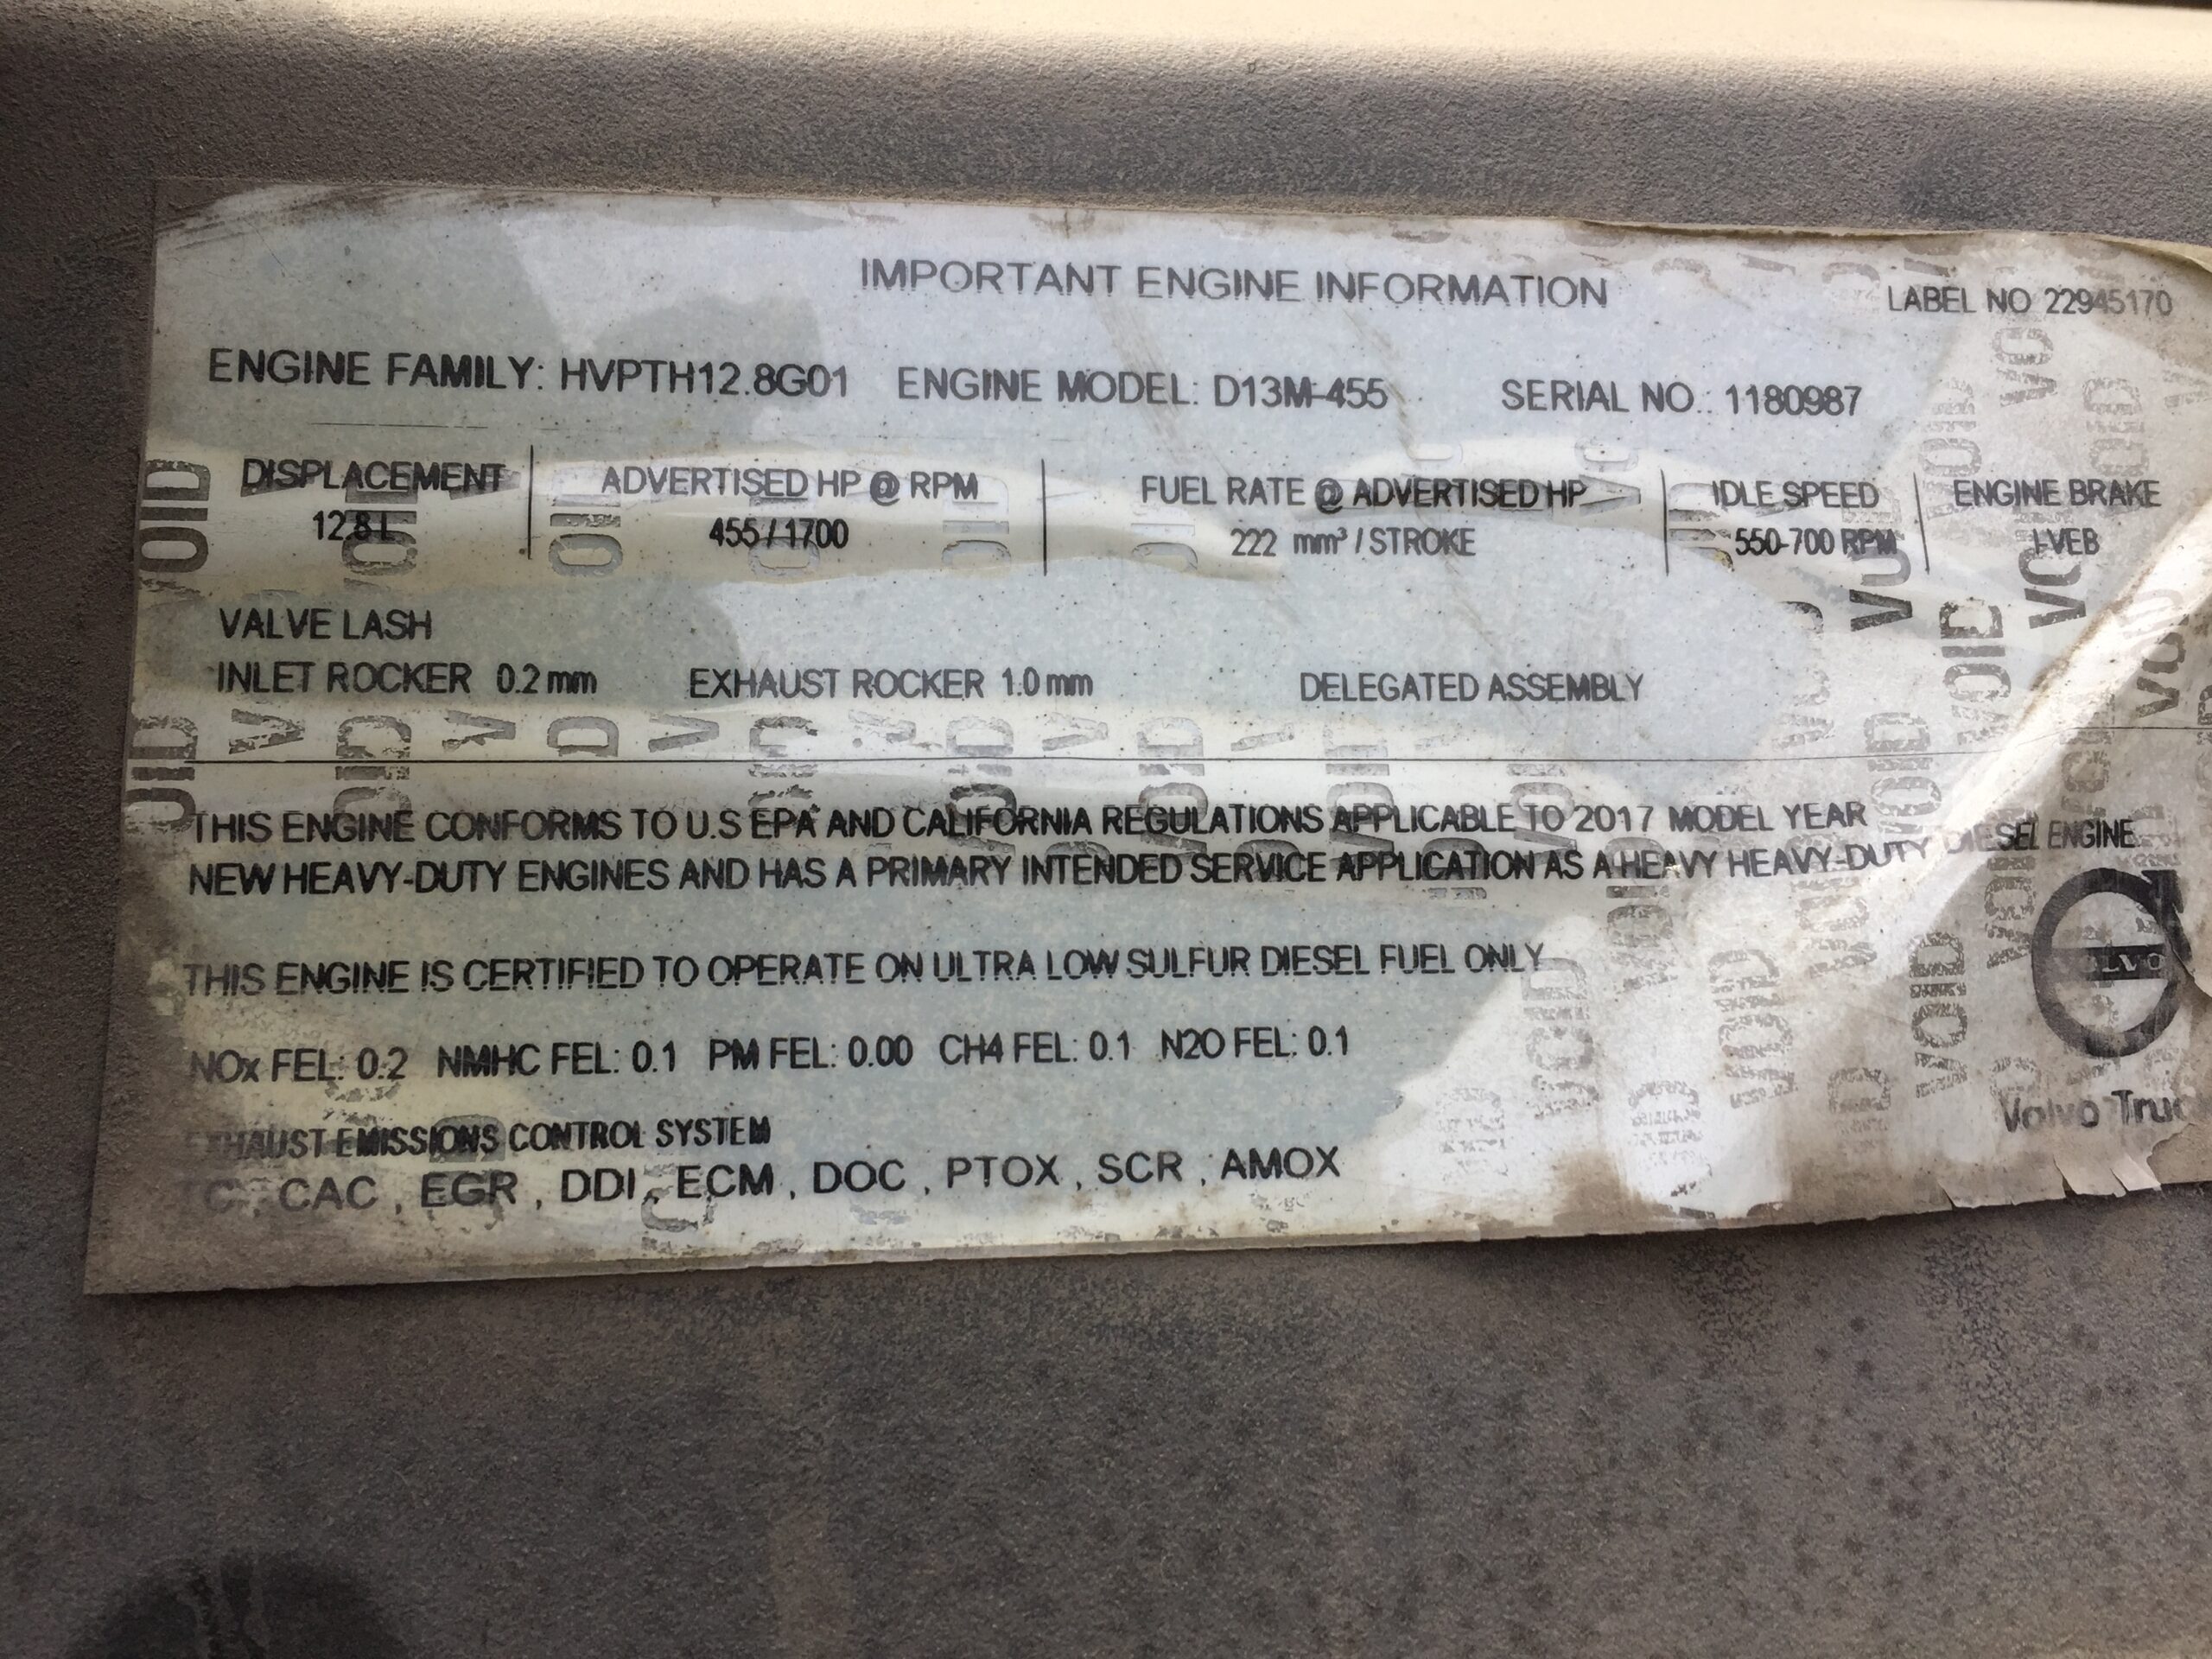 IMPORTANT ENGINE INFORMATION
LABEL NO 22945170
ENGINE FAMILY: HVPTH12.8G01 ENGINE MODEL: D13M-455 SERIAL NO.: 1180987
DISPLACEMENT ADVERTISED HP @ RPM FUEL RATE @ ADVERTISED HP IDLE SPEED ENGINE BRAKE
12.8 L 455 / 1700 222 mm³ / STROKE 550-700 RPM I-VEB
VALVE LASH
INLET ROCKER 0.2 mm EXHAUST ROCKER 1.0 mm DELEGATED ASSEMBLY
THIS ENGINE CONFORMS TO U.S EPA AND CALIFORNIA REGULATIONS APPLICABLE TO 2017 MODEL YEAR
NEW HEAVY-DUTY ENGINES AND HAS A PRIMARY INTENDED SERVICE APPLICATION AS A HEAVY HEAVY-DUTY DIESEL ENGINE.
THIS ENGINE IS CERTIFIED TO OPERATE ON ULTRA LOW SULFUR DIESEL FUEL ONLY
NOx FEL: 0.2 NMHC FEL: 0.1 PM FEL: 0.00 CH4 FEL: 0.1 N2O FEL: 0.1
EXHAUST EMISSIONS CONTROL SYSTEM
TC, CAC, EGR, DDI, ECM, DOC, PTOX, SCR, AMOX
VOLVO
Volvo Truc
VOID